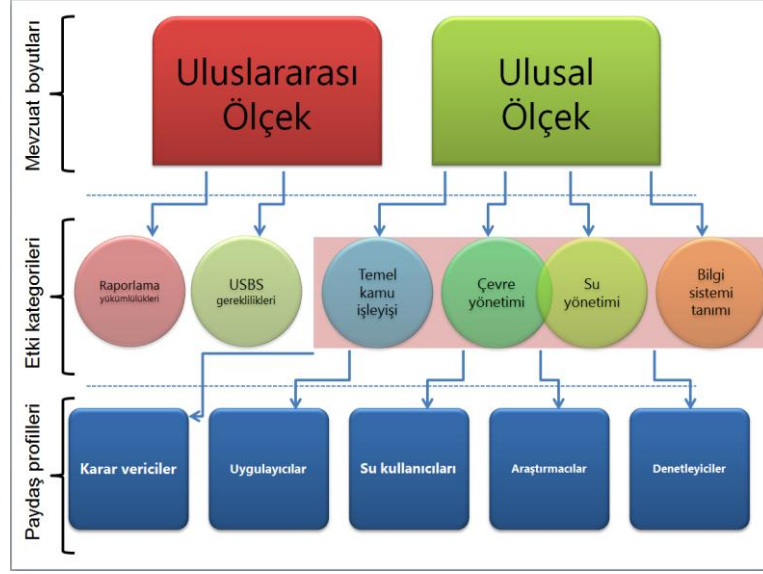 Mevzuat boyutları
Uluslararası
Ölçek
Ulusal
Ölçek
Etki kategorileri
Raporlama
yükümlülükleri
USBS
gereklilikleri
Temel
kamu
işleyişi
Çevre
yönetimi
Su
yönetimi
Bilgi
sistemi
tanımı
Paydaş profilleri
Karar vericiler
Uygulayıcılar
Su kullanıcıları
Araştırmacılar
Denetleyiciler